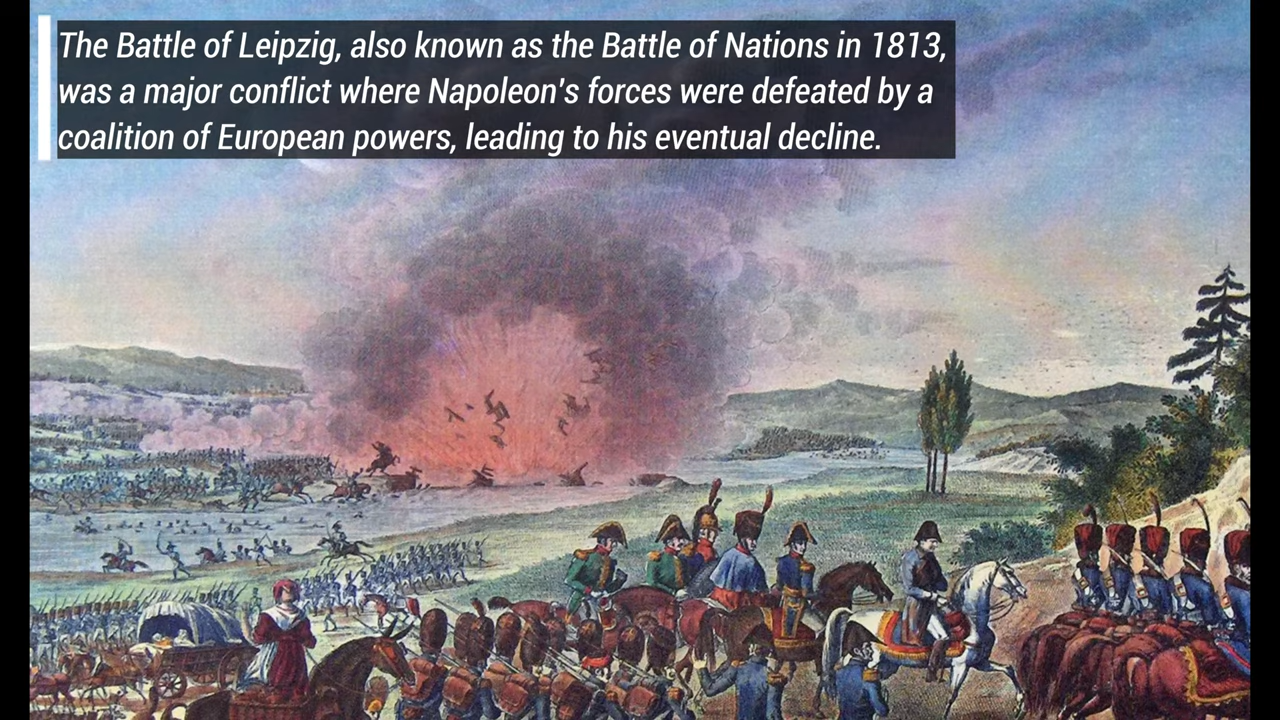 The Battle of Leipzig, also known as the Battle of Nations in 1813,
was a major conflict where Napoleon's forces were defeated by a
coalition of European powers, leading to his eventual decline.